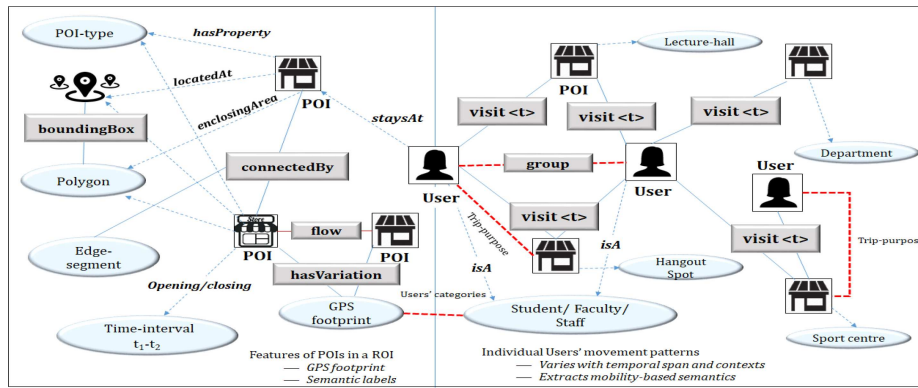 POI-type
hasProperty
POI
locatedAt
enclosingArea
boundingBox
connectedBy
Polygon
Edge-
segment
Store
POI
flow
POI
hasVariation
Opening/closing
Time-interval
t₁-t₂
GPS
footprint
Users' categories
Features of POIs in a ROI
GPS footprint
Semantic labels
staysAt
User
POI
Lecture-hall
visit <t>
visit <t>
visit <t>
Department
group
User
User
Trip-purpose
visit <t>
isA
isA
Hangout
Spot
visit <t>
Trip-purpos
Student/ Faculty/
Staff
Sport centre
Individual Users' movement patterns
Varies with temporal span and contexts
Extracts mobility-based semantics